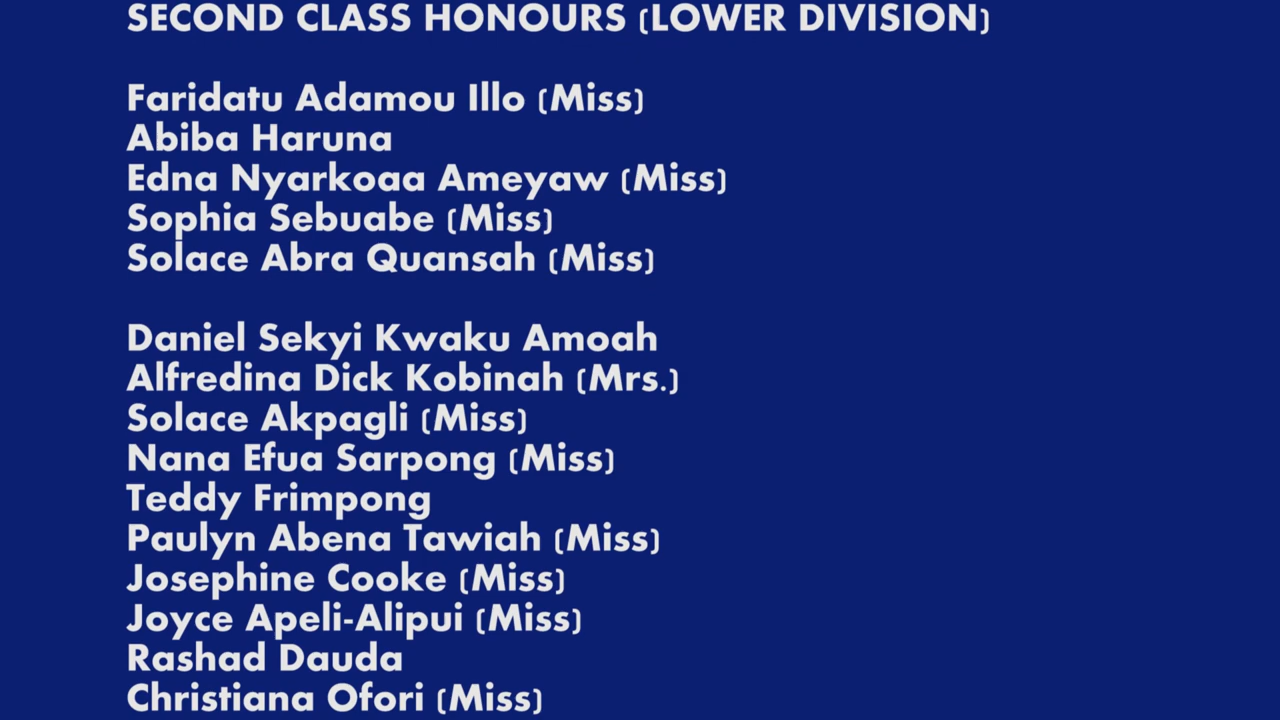 SECOND CLASS HONOURS (LOWER DIVISION)
Faridatu Adamou Illo (Miss)
Abiba Haruna
Edna Nyarkoaa Ameyaw (Miss)
Sophia Sebuabe (Miss)
Solace Abra Quansah (Miss)
Daniel Sekyi Kwaku Amoah
Alfredina Dick Kobinah (Mrs.)
Solace Akpagli (Miss)
Nana Efua Sarpong (Miss)
Teddy Frimpong
Paulyn Abena Tawiah (Miss)
Josephine Cooke (Miss)
Joyce Apeli-Alipui (Miss)
Rashad Dauda
Christiana Ofori (Miss)